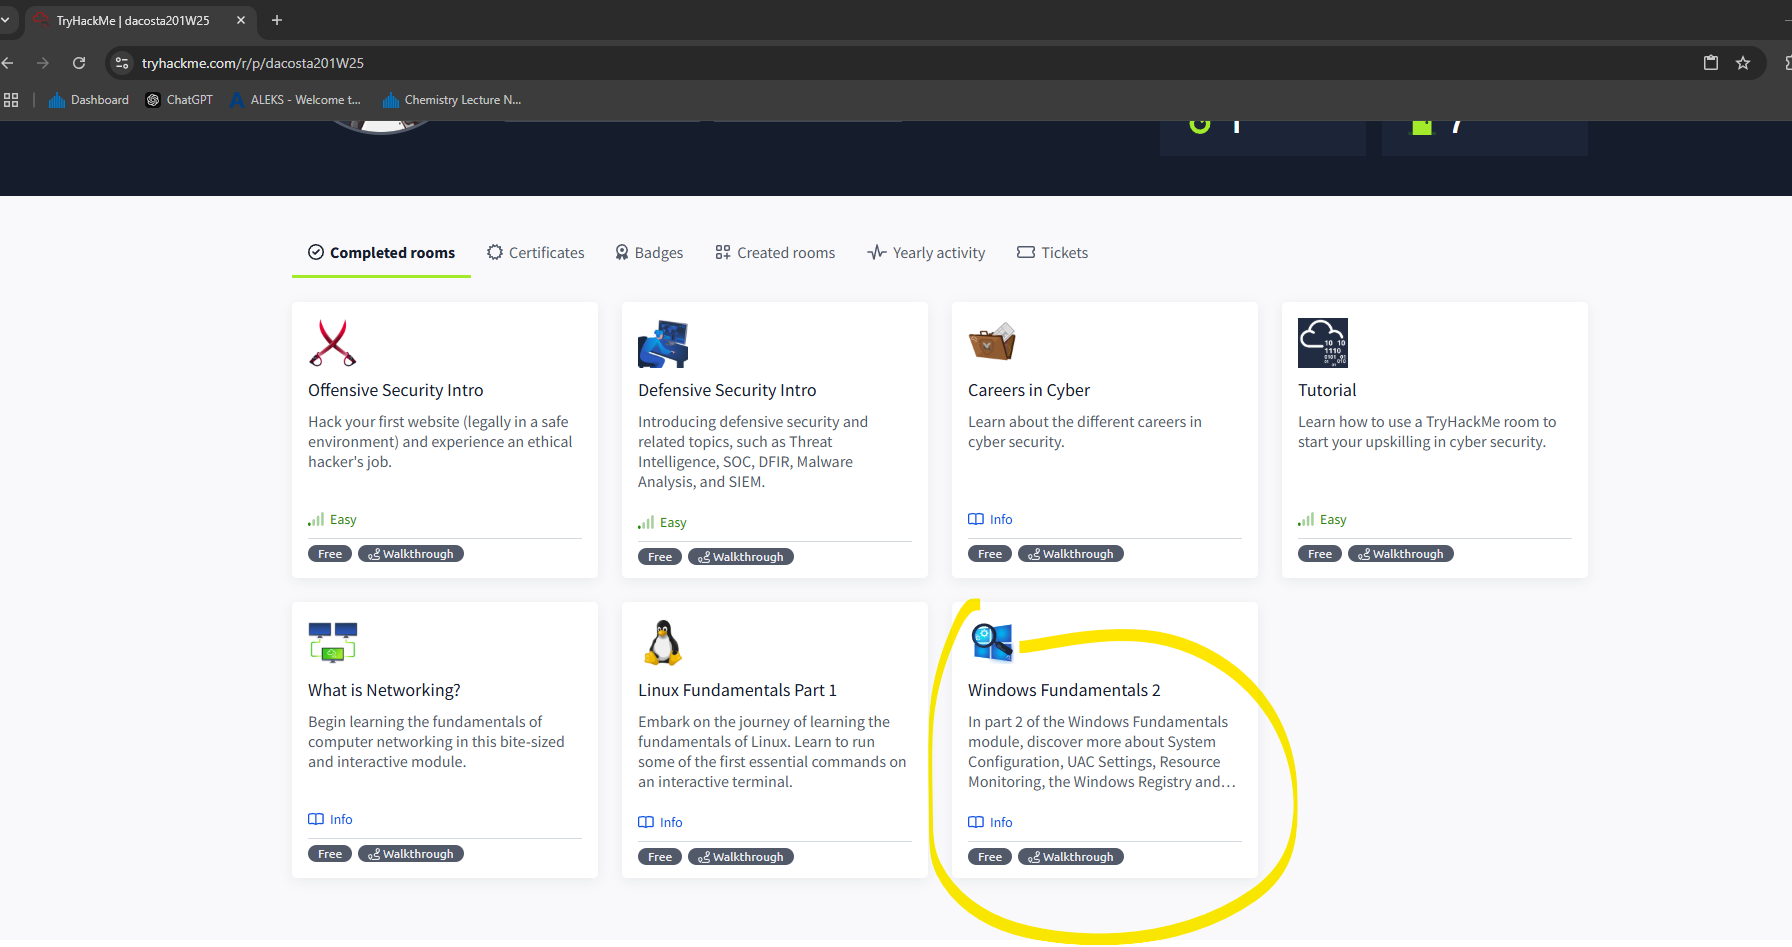 TryHackMe | dacosta201W25
tryhackme.com/r/p/dacosta201W25
Dashboard
ChatGPT
ALEKS - Welcome t...
Chemistry Lecture N...
Completed rooms
Certificates
Badges
Created rooms
Yearly activity
Tickets
Offensive Security Intro
Hack your first website (legally in a safe
environment) and experience an ethical
hacker's job.
Easy
Free
Walkthrough
Defensive Security Intro
Introducing defensive security and
related topics, such as Threat
Intelligence, SOC, DFIR, Malware
Analysis, and SIEM.
Easy
Free
Walkthrough
Careers in Cyber
Learn about the different careers in
cyber security.
Info
Free
Walkthrough
10 10
1110
0101 01
01 010
Tutorial
Learn how to use a TryHackMe room to
start your upskilling in cyber security.
Easy
Free
Walkthrough
What is Networking?
Begin learning the fundamentals of
computer networking in this bite-sized
and interactive module.
Info
Free
Walkthrough
Linux Fundamentals Part 1
Embark on the journey of learning the
fundamentals of Linux. Learn to run
some of the first essential commands on
an interactive terminal.
Info
Free
Walkthrough
Windows Fundamentals 2
In part 2 of the Windows Fundamentals
module, discover more about System
Configuration, UAC Settings, Resource
Monitoring, the Windows Registry and...
Info
Free
Walkthrough